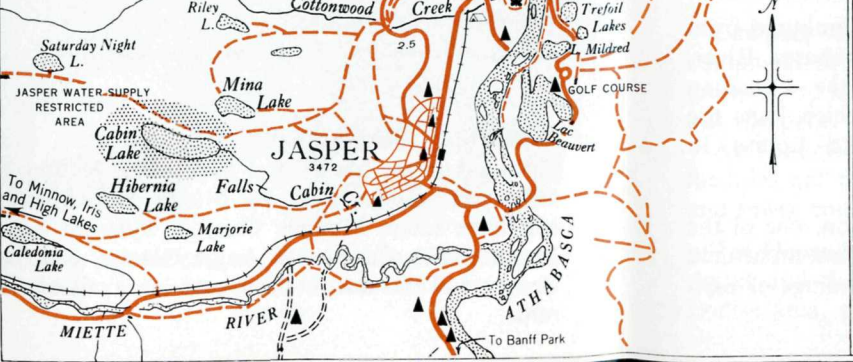 Riley
L.
Cottonwood Creek
Trefoil
Lakes
N
Saturday Night
L.
2.5
L. Mildred
JASPER WATER SUPPLY
RESTRICTED
AREA
Mina
Lake
GOLF COURSE
Cabin
Lake
JASPER
3472
Lac
Beauvert
To Minnow, Iris
and High Lakes
Hibernia
Lake
Falls
Cabin
Cr.
Marjorie
Lake
Caledonia
Lake
ATHABASCA
MIETTE RIVER
To Banff Park